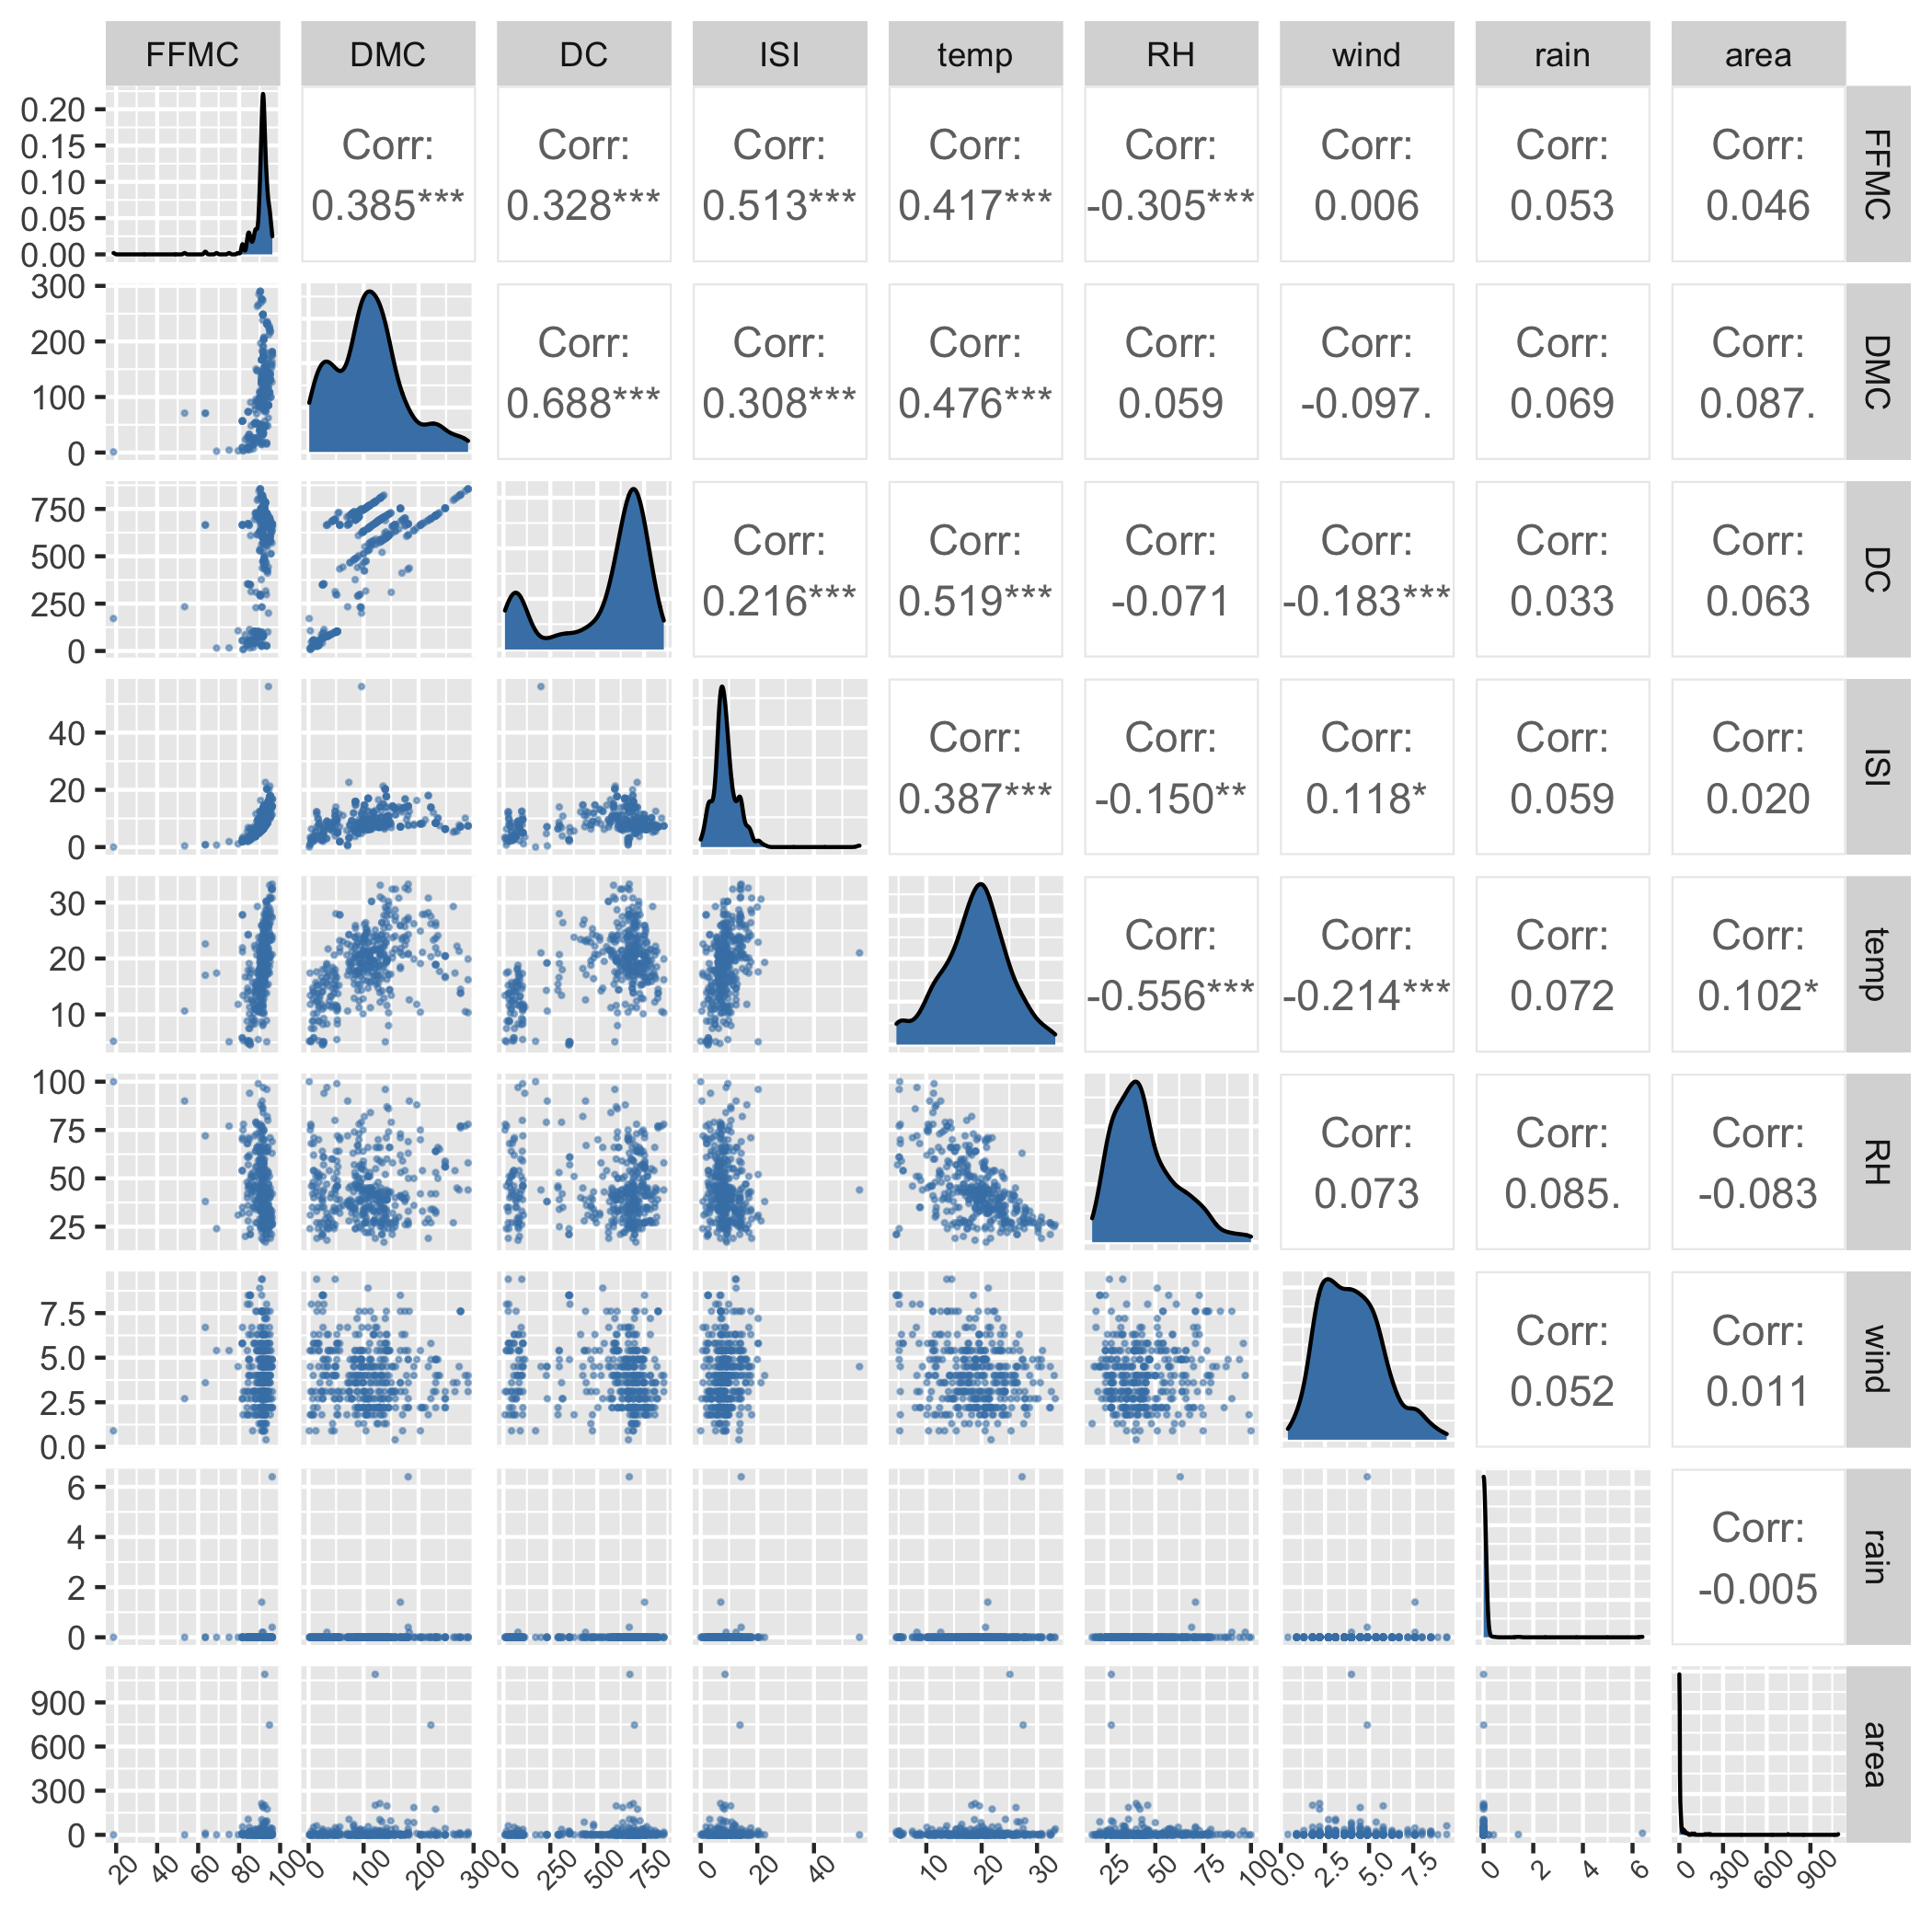 FFMC DMC DC ISI temp RH wind rain area
0.20
0.15
0.10
0.05
0.00
Corr: Corr: Corr: Corr: Corr: Corr: Corr: Corr:
0.385*** 0.328*** 0.513*** 0.417*** -0.305*** 0.006 0.053 0.046
FFMC
300
200
100
0
Corr: Corr: Corr: Corr: Corr: Corr: Corr:
0.688*** 0.308*** 0.476*** 0.059 -0.097. 0.069 0.087.
DMC
750
500
250
0
Corr: Corr: Corr: Corr: Corr: Corr:
0.216*** 0.519*** -0.071 -0.183*** 0.033 0.063
DC
40
20
0
Corr: Corr: Corr: Corr: Corr:
0.387*** -0.150** 0.118* 0.059 0.020
ISI
30
20
10
Corr: Corr: Corr: Corr:
-0.556*** -0.214*** 0.072 0.102*
temp
100
75
50
25
Corr: Corr: Corr:
0.073 0.085. -0.083
RH
7.5
5.0
2.5
0.0
Corr: Corr:
0.052 0.011
wind
6
4
2
0
Corr:
-0.005
rain
900
600
300
0
area
20 40 60 80 100 0 100 200 300 0 250 500 750 0 20 40 10 20 30 25 50 75 100 0.0 2.5 5.0 7.5 0 2 4 6 0 300 600 900